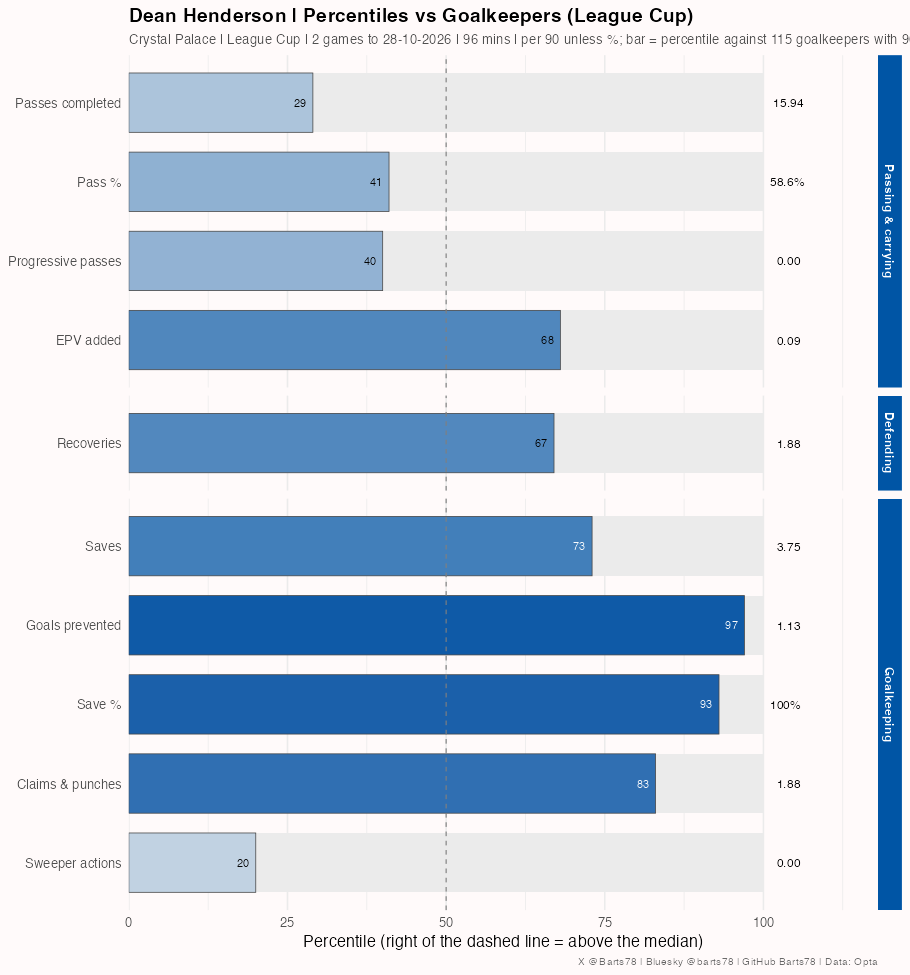 Dean Henderson | Percentiles vs Goalkeepers (League Cup)
Crystal Palace | League Cup | 2 games to 28-10-2026 | 96 mins | per 90 unless %; bar = percentile against 115 goalkeepers with
Passes completed 29 15.94
Pass % 41 58.6%
Progressive passes 40 0.00
EPV added 68 0.09
Passing & carrying
Recoveries 67 1.88
Defending
Saves 73 3.75
Goals prevented 97 1.13
Save % 93 100%
Claims & punches 83 1.88
Sweeper actions 20 0.00
Goalkeeping
0 25 50 75 100
Percentile (right of the dashed line = above the median)
X @Barts78 | Bluesky @barts78 | GitHub Barts78 | Data: Opta